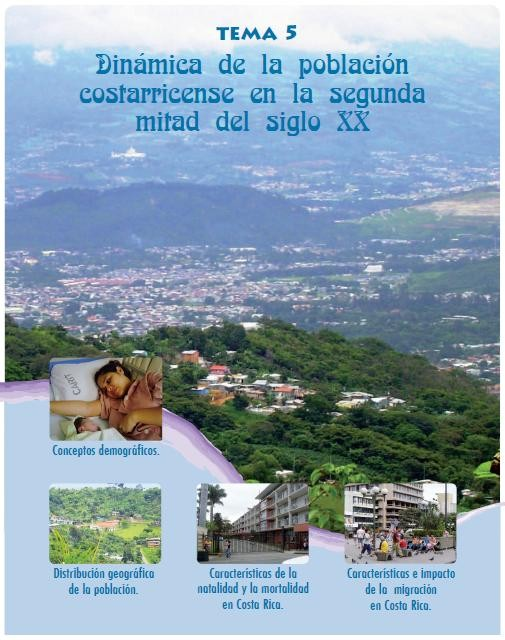 TEMA 5
Dinámica de la población
costarricense en la segunda
mitad del siglo XX
Conceptos demográficos.
Distribución geográfica
de la población.
Características de la
natalidad y la mortalidad
en Costa Rica.
Características e impacto
de la migración
en Costa Rica.